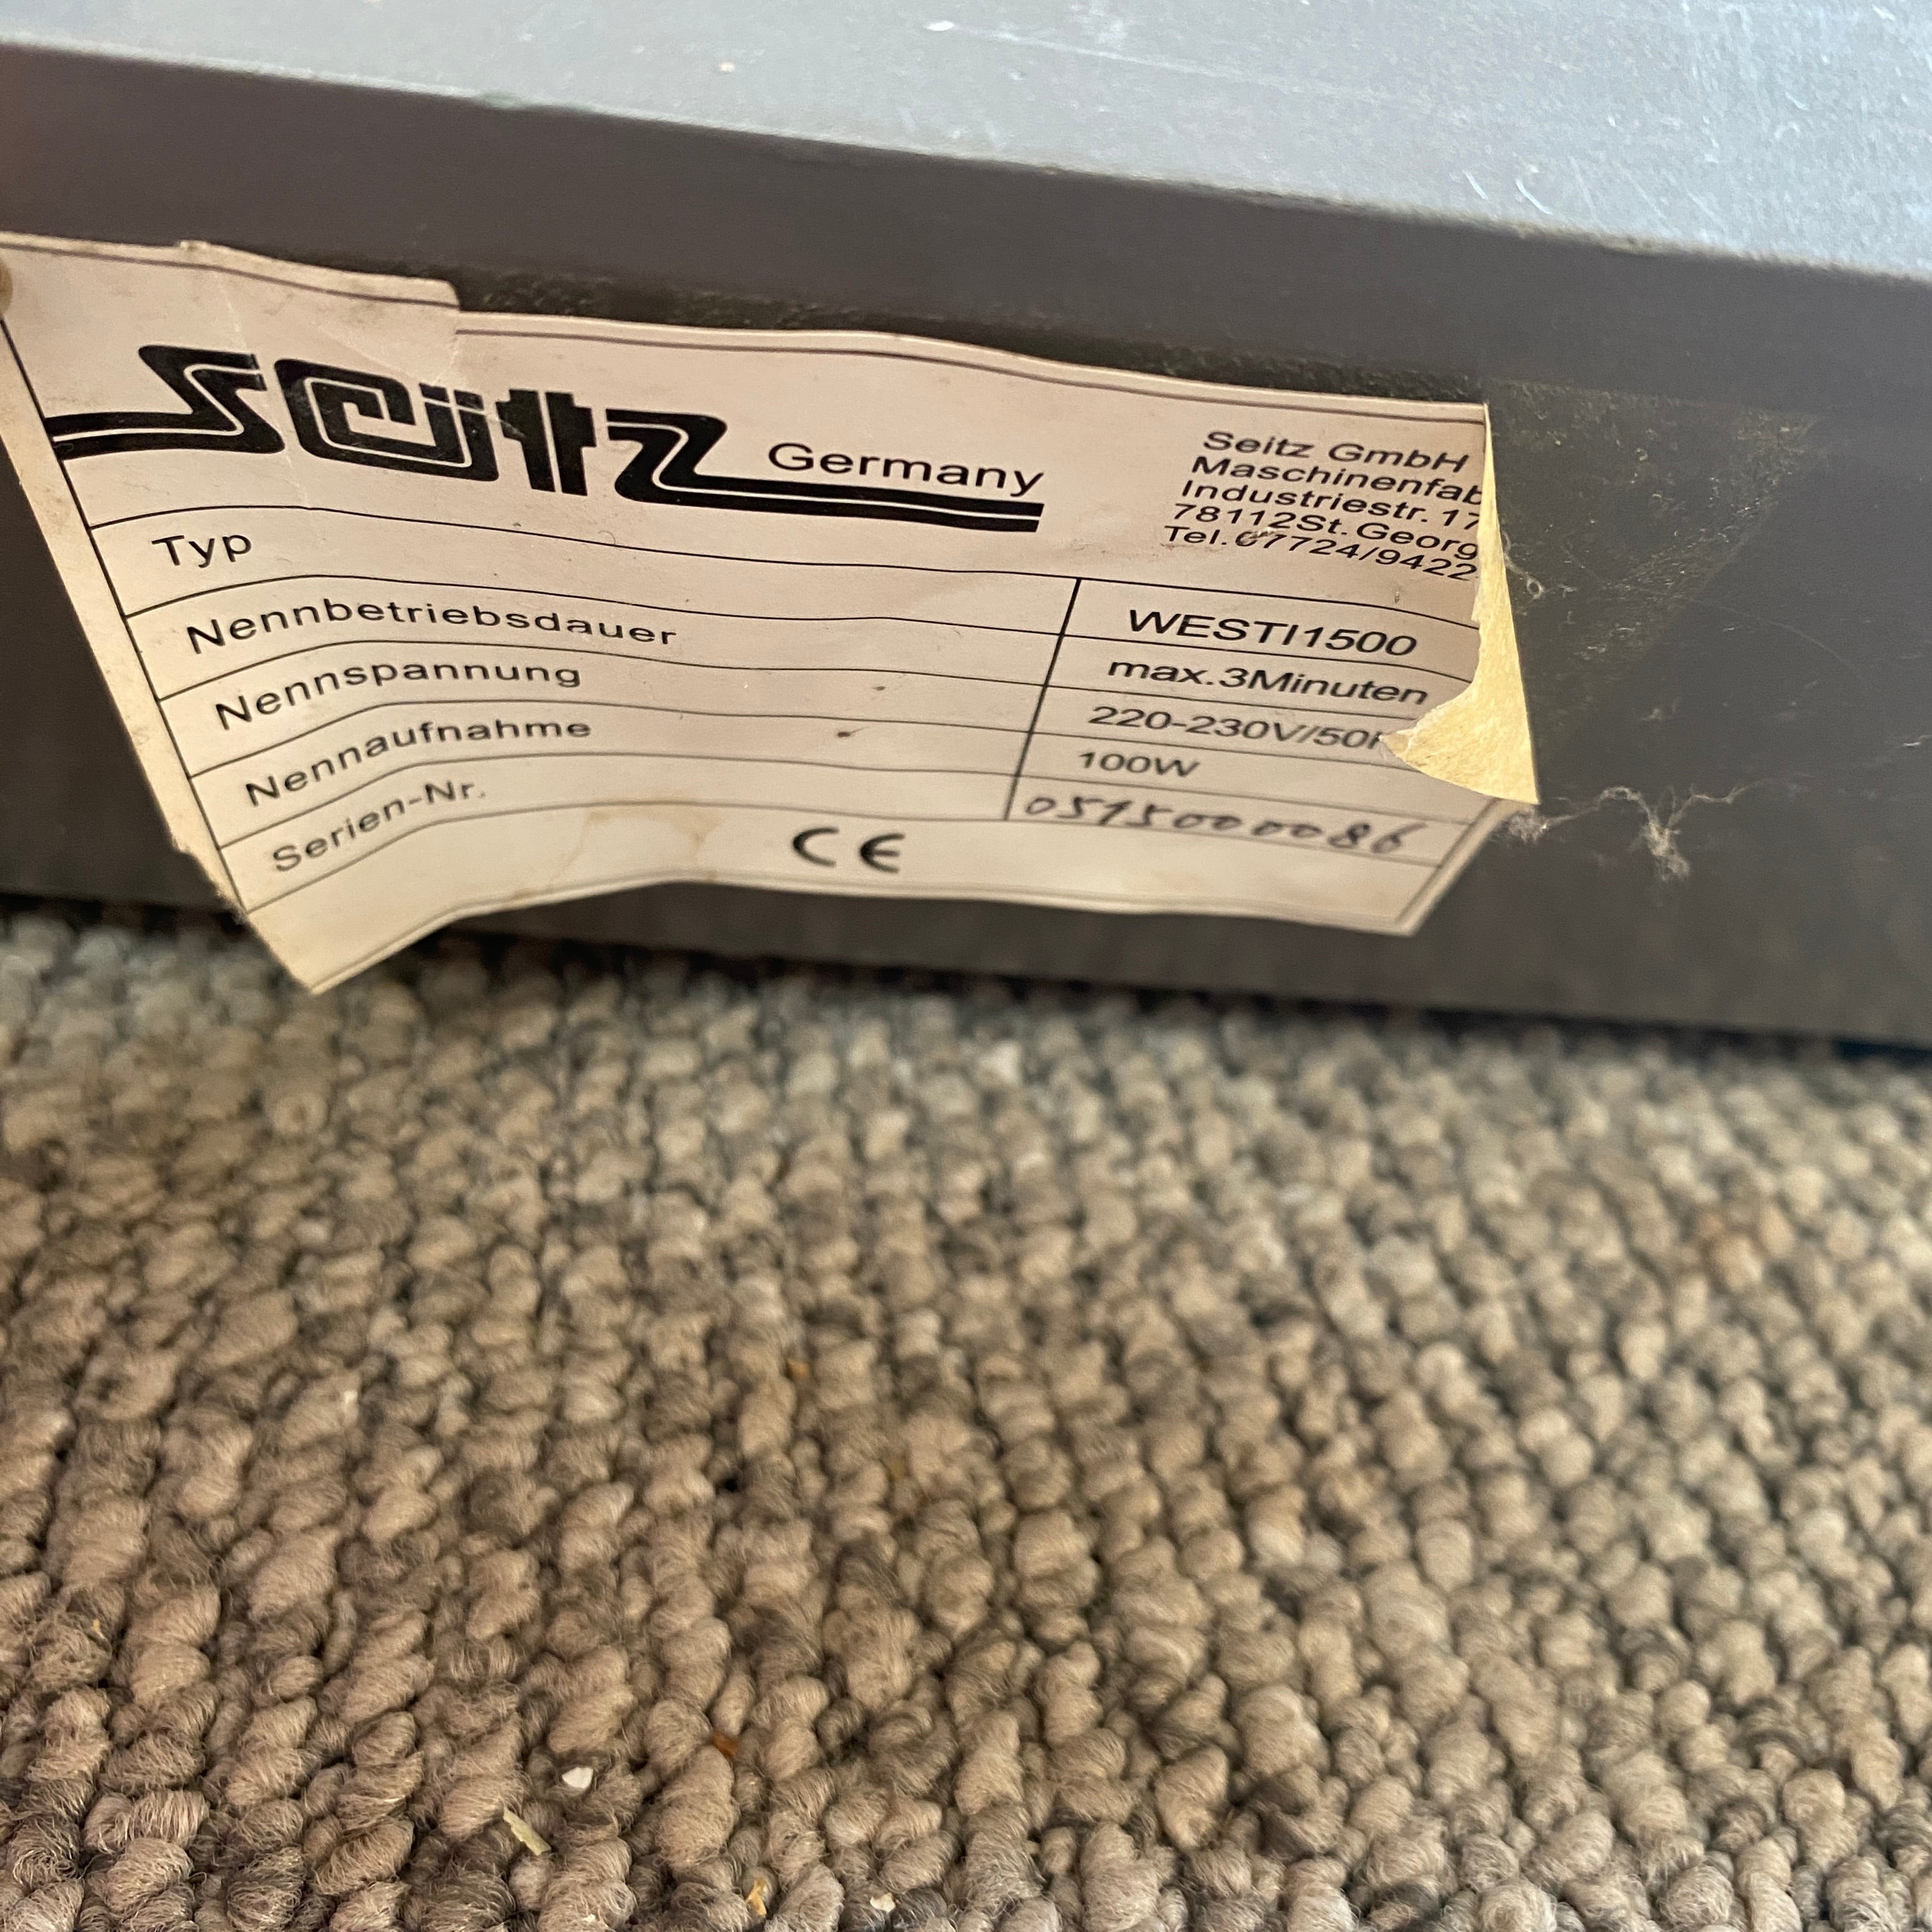 Seitz Germany
Seitz GmbH
Maschinenfab
Industriestr. 17
78112St.Georg
Tel.07724/9422
Typ WESTI1500
Nennbetriebsdauer max.3Minuten
Nennspannung 220-230V/50H
Nennaufnahme 100W
Serien-Nr. 0515000086
CE